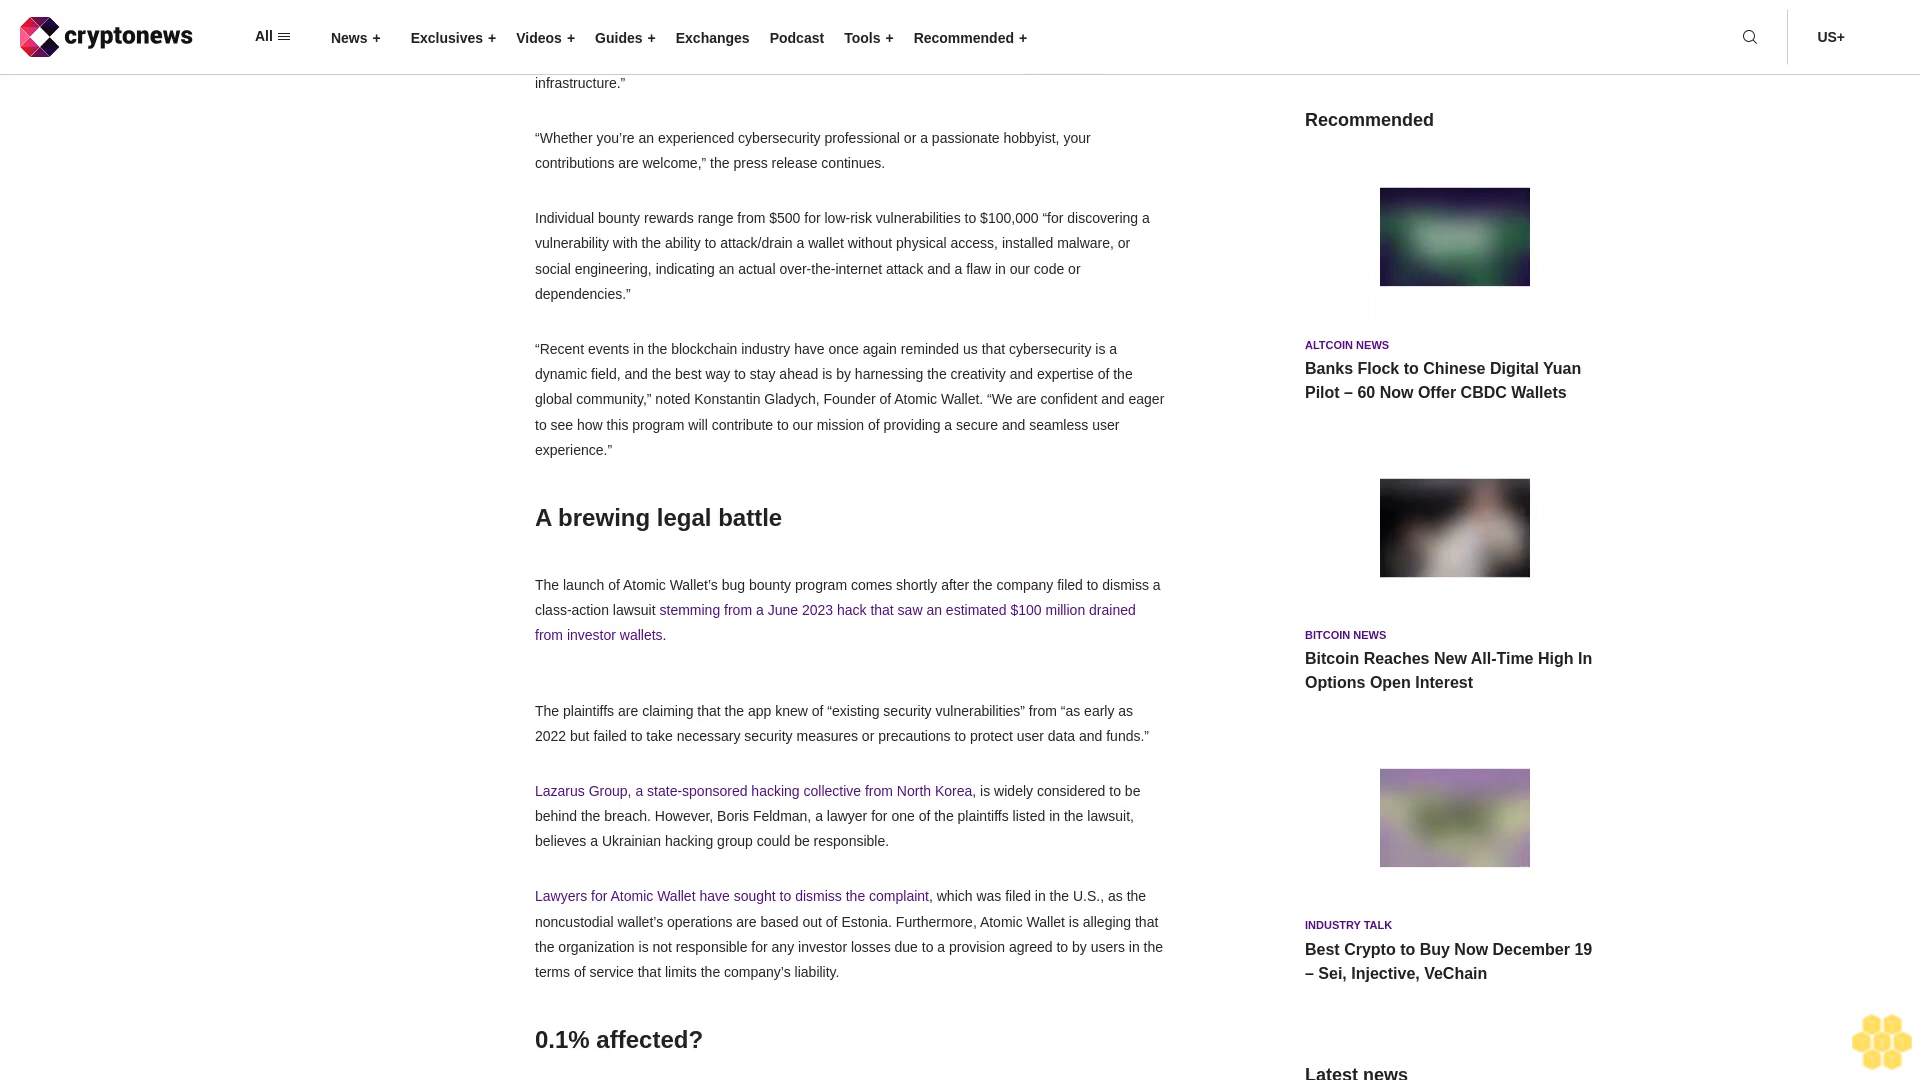 cryptonews
All
News +
Exclusives +
Videos +
Guides +
Exchanges
Podcast
Tools +
Recommended +
US+
infrastructure.”
“Whether you’re an experienced cybersecurity professional or a passionate hobbyist, your
contributions are welcome,” the press release continues.
Individual bounty rewards range from $500 for low-risk vulnerabilities to $100,000 “for discovering a
vulnerability with the ability to attack/drain a wallet without physical access, installed malware, or
social engineering, indicating an actual over-the-internet attack and a flaw in our code or
dependencies.”
“Recent events in the blockchain industry have once again reminded us that cybersecurity is a
dynamic field, and the best way to stay ahead is by harnessing the creativity and expertise of the
global community,” noted Konstantin Gladych, Founder of Atomic Wallet. “We are confident and eager
to see how this program will contribute to our mission of providing a secure and seamless user
experience.”
A brewing legal battle
The launch of Atomic Wallet’s bug bounty program comes shortly after the company filed to dismiss a
class-action lawsuit stemming from a June 2023 hack that saw an estimated $100 million drained
from investor wallets.
The plaintiffs are claiming that the app knew of “existing security vulnerabilities” from “as early as
2022 but failed to take necessary security measures or precautions to protect user data and funds.”
Lazarus Group, a state-sponsored hacking collective from North Korea, is widely considered to be
behind the breach. However, Boris Feldman, a lawyer for one of the plaintiffs listed in the lawsuit,
believes a Ukrainian hacking group could be responsible.
Lawyers for Atomic Wallet have sought to dismiss the complaint, which was filed in the U.S., as the
noncustodial wallet’s operations are based out of Estonia. Furthermore, Atomic Wallet is alleging that
the organization is not responsible for any investor losses due to a provision agreed to by users in the
terms of service that limits the company’s liability.
0.1% affected?
Recommended
ALTCOIN NEWS
Banks Flock to Chinese Digital Yuan
Pilot – 60 Now Offer CBDC Wallets
BITCOIN NEWS
Bitcoin Reaches New All-Time High In
Options Open Interest
INDUSTRY TALK
Best Crypto to Buy Now December 19
– Sei, Injective, VeChain
Latest news